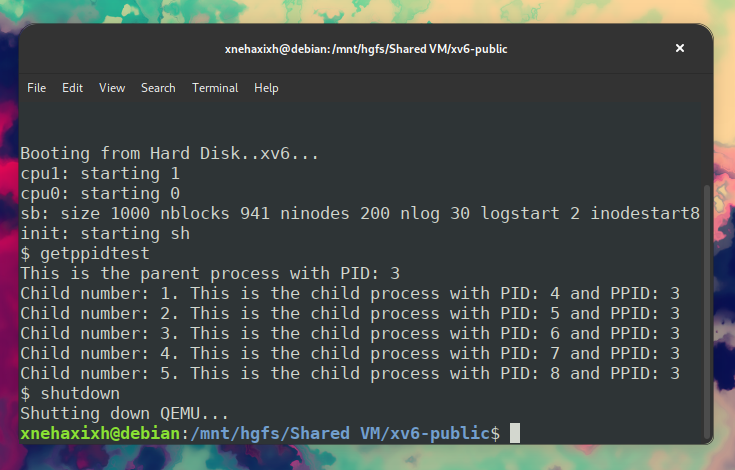 xnehaxixh@debian:/mnt/hgfs/Shared VM/xv6-public
File Edit View Search Terminal Help
Booting from Hard Disk..xv6...
cpu1: starting 1
cpu0: starting 0
sb: size 1000 nblocks 941 ninodes 200 nlog 30 logstart 2 inodestart8
init: starting sh
$ getppidtest
This is the parent process with PID: 3
Child number: 1. This is the child process with PID: 4 and PPID: 3
Child number: 2. This is the child process with PID: 5 and PPID: 3
Child number: 3. This is the child process with PID: 6 and PPID: 3
Child number: 4. This is the child process with PID: 7 and PPID: 3
Child number: 5. This is the child process with PID: 8 and PPID: 3
$ shutdown
Shutting down QEMU...
xnehaxixh@debian:/mnt/hgfs/Shared VM/xv6-public$